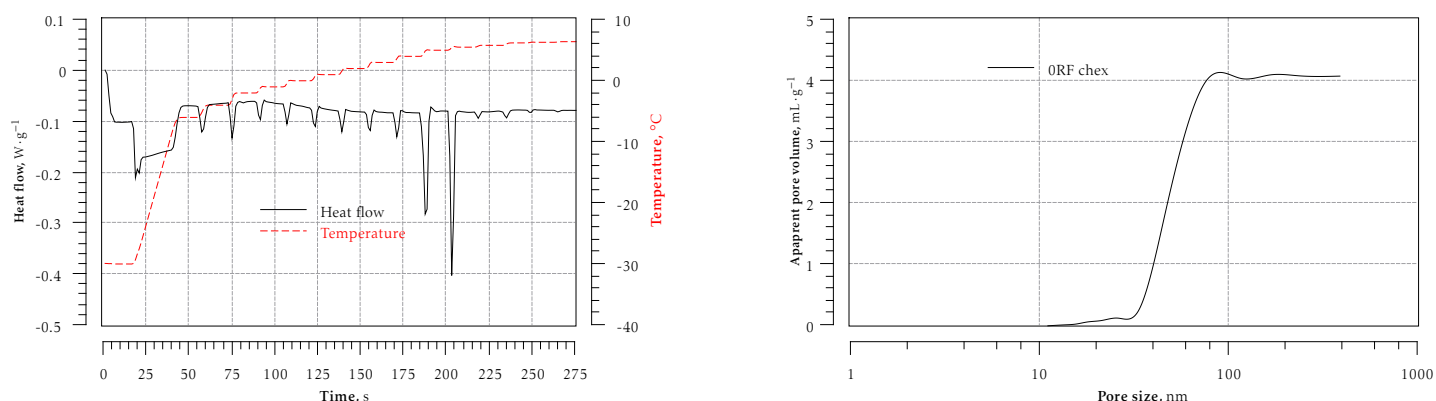 0.1
0
-0.1
-0.2
-0.3
-0.4
-0.5
Heat flow, W·g⁻¹
Heat flow
Temperature
10
0
-10
-20
-30
-40
Temperature, °C
0 25 50 75 100 125 150 175 200 225 250 275
Time, s
5
4
3
2
1
0
Apaprent pore volume, mL·g⁻¹
0RF chex
1 10 100 1000
Pore size, nm